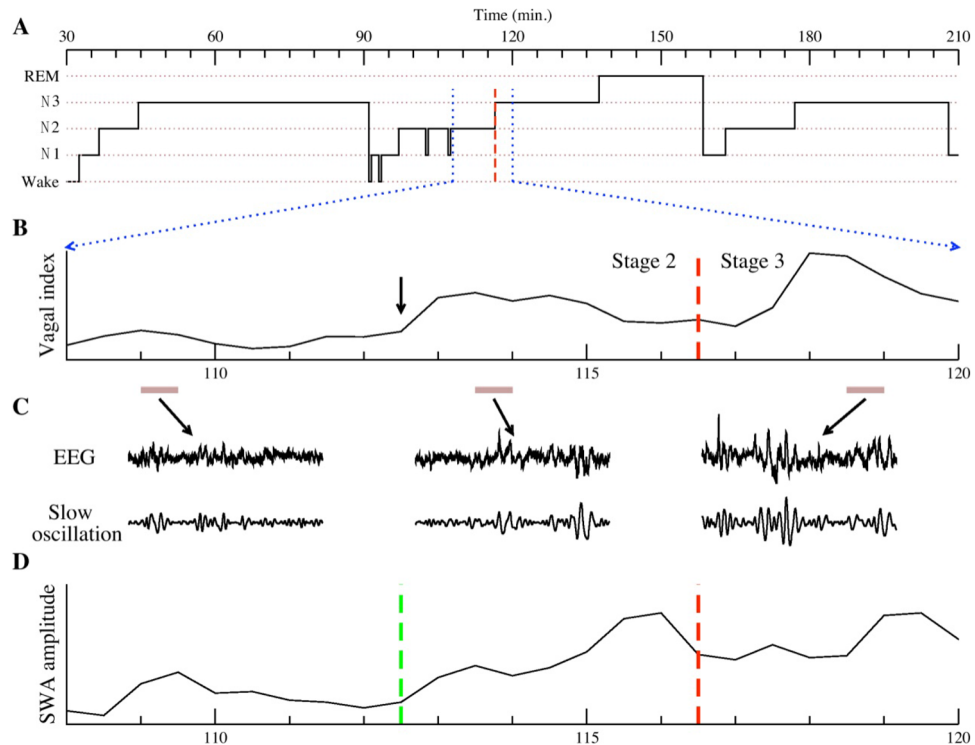 Time (min.)
A
30 60 90 120 150 180 210
REM
N3
N2
N1
Wake
B
Vagal index
Stage 2 Stage 3
110 115 120
C
EEG
Slow
oscillation
D
SWA amplitude
110 115 120